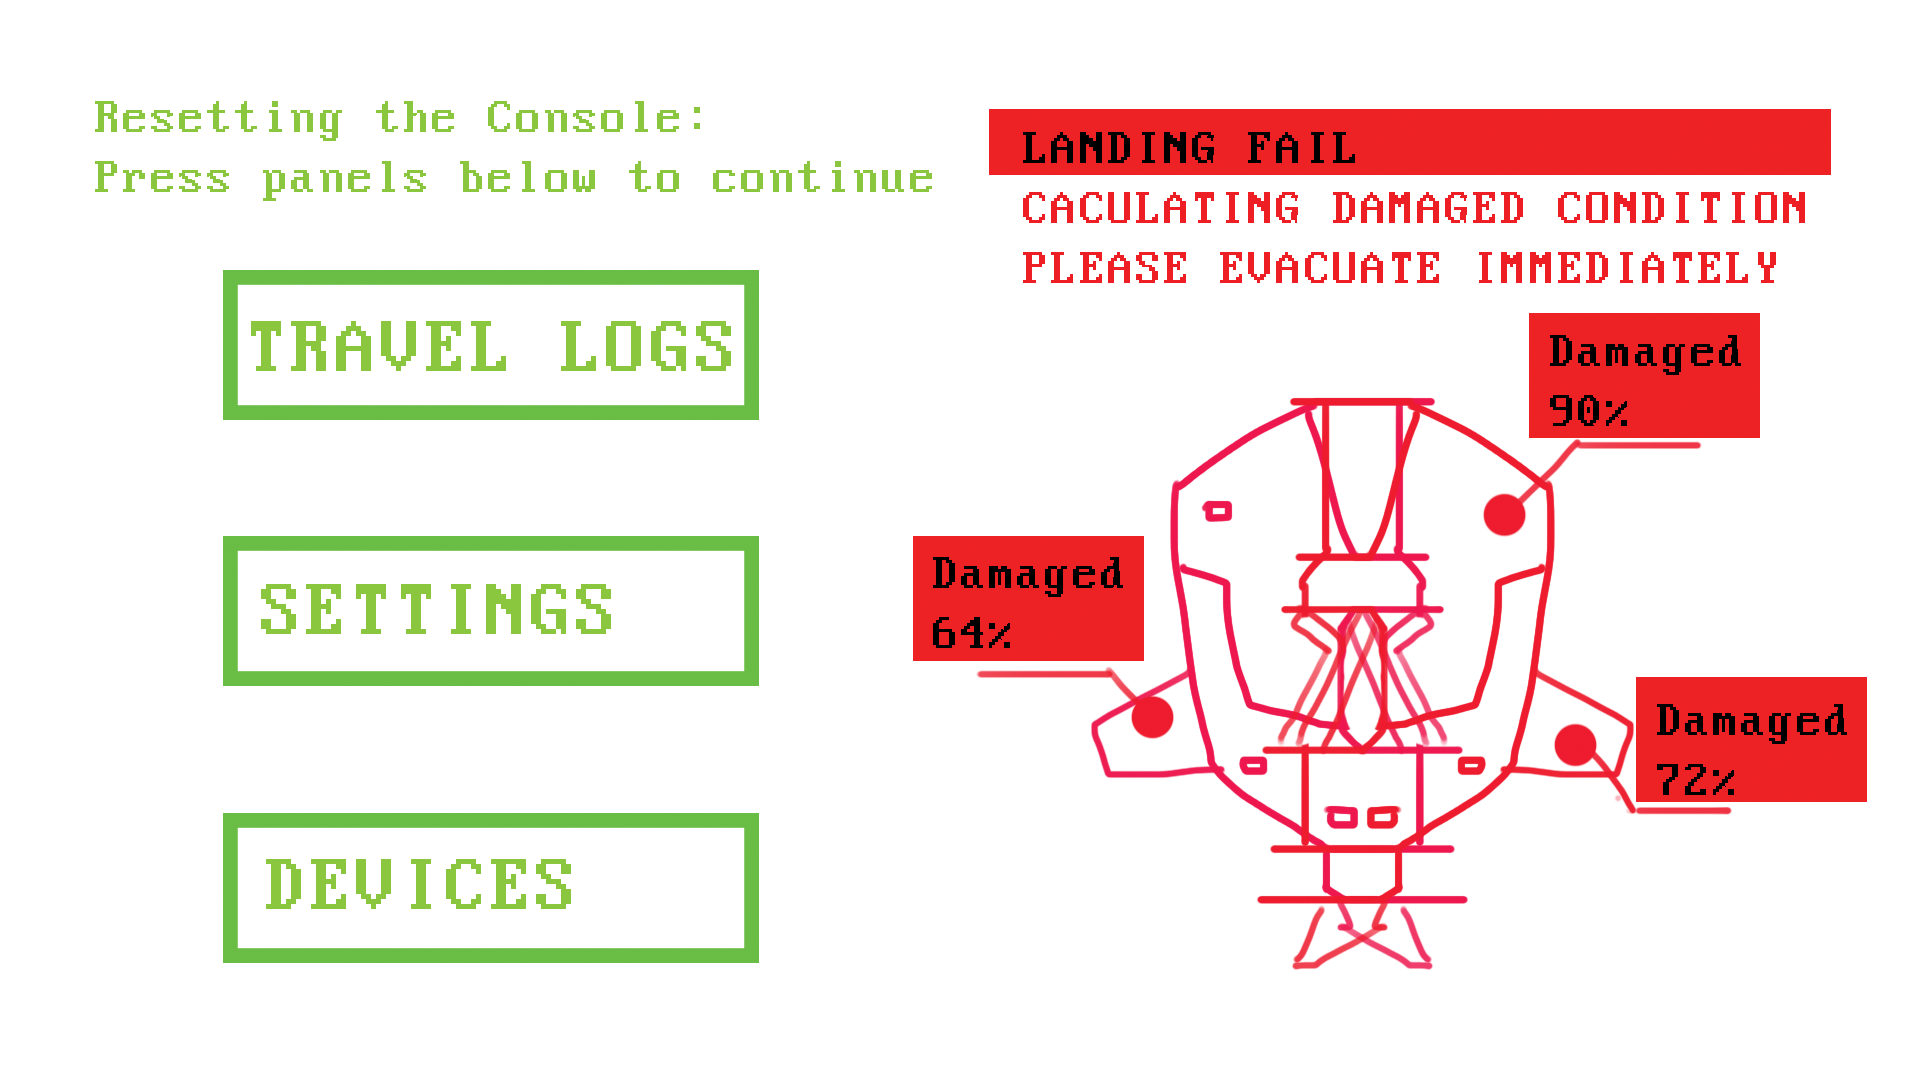 Resetting the Console:
Press panels below to continue
TRAVEL LOGS
SETTINGS
DEVICES
LANDING FAIL
CACULATING DAMAGED CONDITION
PLEASE EVACUATE IMMEDIATELY
Damaged
90%
Damaged
64%
Damaged
72%